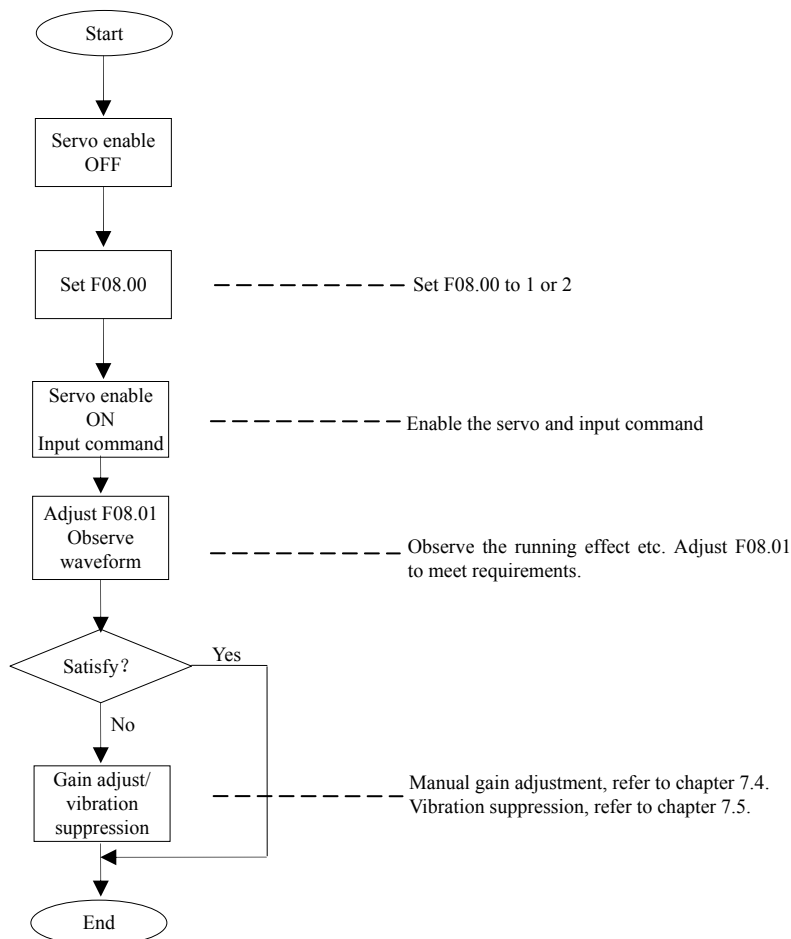 Start
Servo enable
OFF
Set F08.00
Set F08.00 to 1 or 2
Servo enable
ON
Input command
Enable the servo and input command
Adjust F08.01
Observe
waveform
Observe the running effect etc. Adjust F08.01
to meet requirements.
Satisfy？
Yes
No
Gain adjust/
vibration
suppression
Manual gain adjustment, refer to chapter 7.4.
Vibration suppression, refer to chapter 7.5.
End